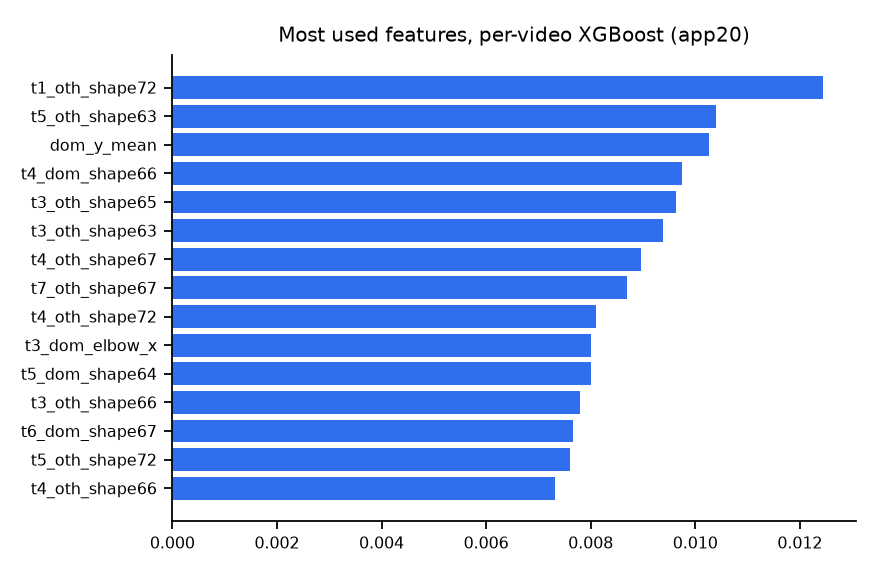 Most used features, per-video XGBoost (app20)
t1_oth_shape72
t5_oth_shape63
dom_y_mean
t4_dom_shape66
t3_oth_shape65
t3_oth_shape63
t4_oth_shape67
t7_oth_shape67
t4_oth_shape72
t3_dom_elbow_x
t5_dom_shape64
t3_oth_shape66
t6_dom_shape67
t5_oth_shape72
t4_oth_shape66
0.000 0.002 0.004 0.006 0.008 0.010 0.012